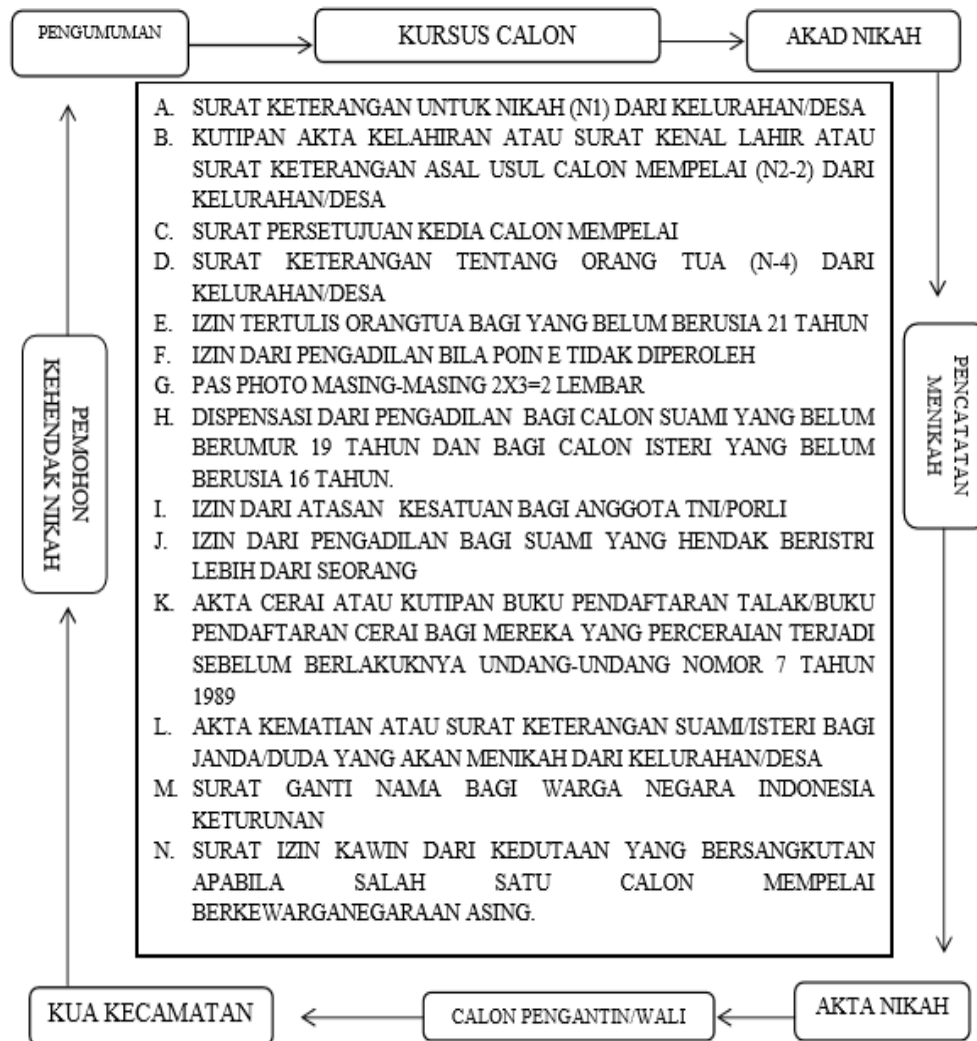 PENGUMUMAN
KURSUS CALON
AKAD NIKAH
A. SURAT KETERANGAN UNTUK NIKAH (N1) DARI KELURAHAN/DESA
B. KUTIPAN AKTA KELAHIRAN ATAU SURAT KENAL LAHIR ATAU
SURAT KETERANGAN ASAL USUL CALON MEMPELAI (N2-2) DARI
KELURAHAN/DESA
C. SURAT PERSETUJUAN KEDIA CALON MEMPELAI
D. SURAT KETERANGAN TENTANG ORANG TUA (N-4) DARI
KELURAHAN/DESA
E. IZIN TERTULIS ORANGTUA BAGI YANG BELUM BERUSIA 21 TAHUN
F. IZIN DARI PENGADILAN BILA POIN E TIDAK DIPEROLEH
G. PAS PHOTO MASING-MASING 2X3=2 LEMBAR
H. DISPENSASI DARI PENGADILAN BAGI CALON SUAMI YANG BELUM
BERUMUR 19 TAHUN DAN BAGI CALON ISTERI YANG BELUM
BERUSIA 16 TAHUN.
I. IZIN DARI ATASAN KESATUAN BAGI ANGGOTA TNI/PORLI
J. IZIN DARI PENGADILAN BAGI SUAMI YANG HENDAK BERISTRI
LEBIH DARI SEORANG
K. AKTA CERAI ATAU KUTIPAN BUKU PENDAFTARAN TALAK/BUKU
PENDAFTARAN CERAI BAGI MEREKA YANG PERCERAIAN TERJADI
SEBELUM BERLAKUKNYA UNDANG-UNDANG NOMOR 7 TAHUN
1989
L. AKTA KEMATIAN ATAU SURAT KETERANGAN SUAMI/ISTERI BAGI
JANDA/DUDA YANG AKAN MENIKAH DARI KELURAHAN/DESA
M. SURAT GANTI NAMA BAGI WARGA NEGARA INDONESIA
KETURUNAN
N. SURAT IZIN KAWIN DARI KEDUTAAN YANG BERSANGKUTAN
APABILA SALAH SATU CALON MEMPELAI
BERKEWARGANEGARAAN ASING.
PEMOHON
KEHENDAK NIKAH
PENCATATAN
MENIKAH
KUA KECAMATAN
CALON PENGANTIN/WALI
AKTA NIKAH